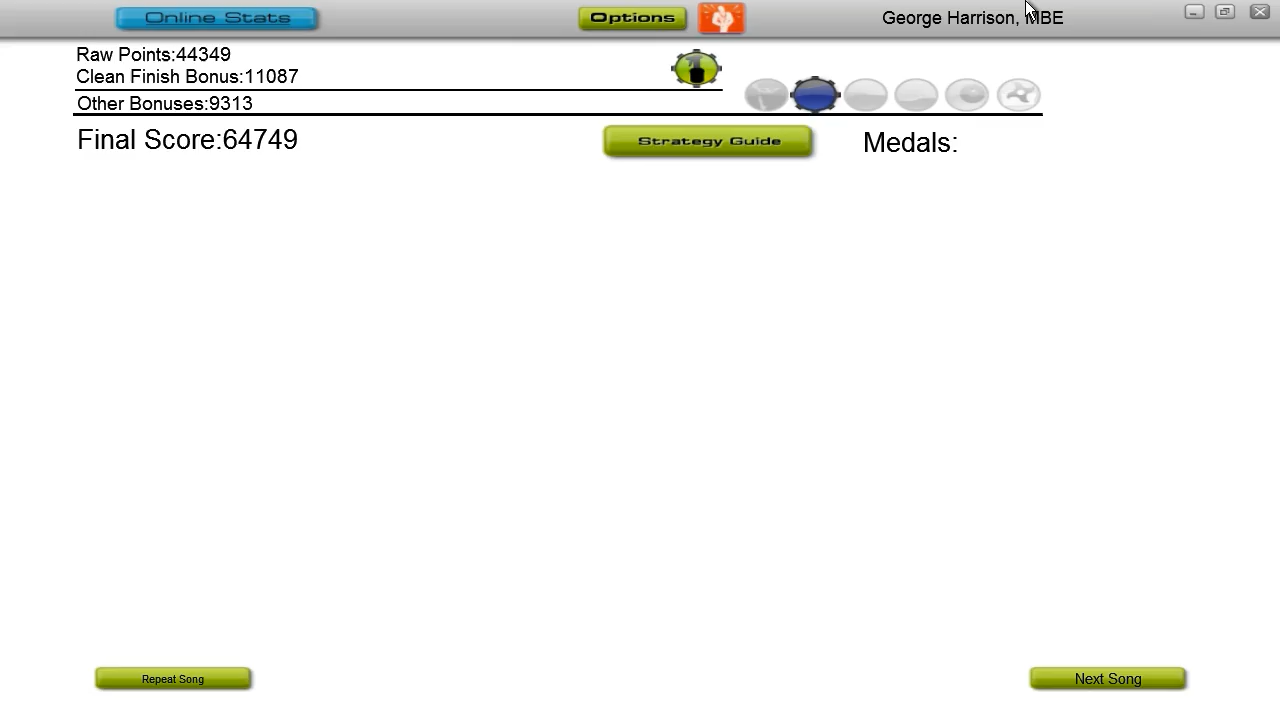 Online Stats
Options
George Harrison, MBE
Raw Points:44349
Clean Finish Bonus:11087
Other Bonuses:9313
Final Score:64749
Strategy Guide
Medals:
Repeat Song
Next Song